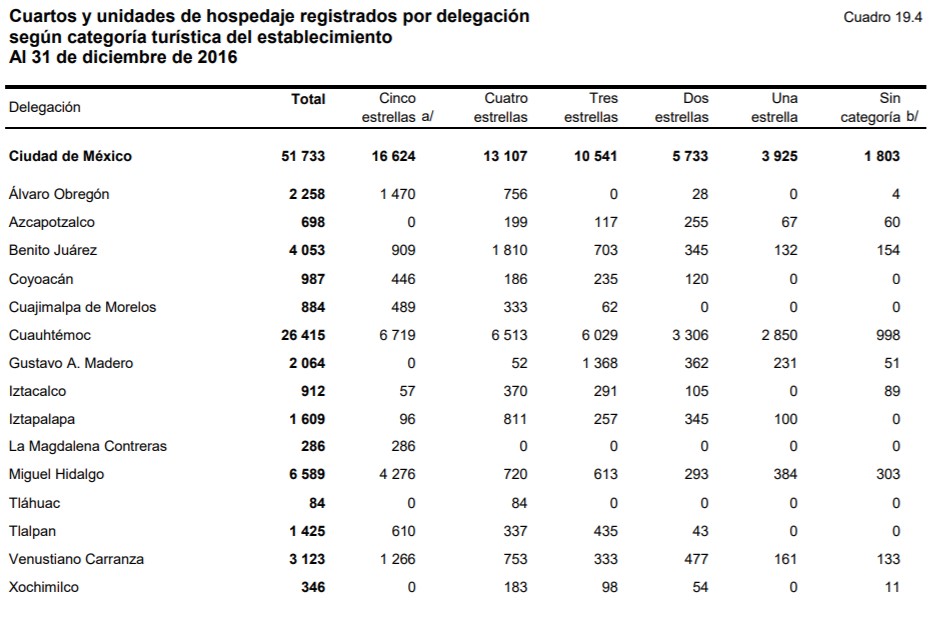 Cuartos y unidades de hospedaje registrados por delegación Cuadro 19.4
según categoría turística del establecimiento
Al 31 de diciembre de 2016
Delegación Total Cinco estrellas a/ Cuatro estrellas Tres estrellas Dos estrellas Una estrella Sin categoría b/
Ciudad de México 51 733 16 624 13 107 10 541 5 733 3 925 1 803
Álvaro Obregón 2 258 1 470 756 0 28 0 4
Azcapotzalco 698 0 199 117 255 67 60
Benito Juárez 4 053 909 1 810 703 345 132 154
Coyoacán 987 446 186 235 120 0 0
Cuajimalpa de Morelos 884 489 333 62 0 0 0
Cuauhtémoc 26 415 6 719 6 513 6 029 3 306 2 850 998
Gustavo A. Madero 2 064 0 52 1 368 362 231 51
Iztacalco 912 57 370 291 105 0 89
Iztapalapa 1 609 96 811 257 345 100 0
La Magdalena Contreras 286 286 0 0 0 0 0
Miguel Hidalgo 6 589 4 276 720 613 293 384 303
Tláhuac 84 0 84 0 0 0 0
Tlalpan 1 425 610 337 435 43 0 0
Venustiano Carranza 3 123 1 266 753 333 477 161 133
Xochimilco 346 0 183 98 54 0 11